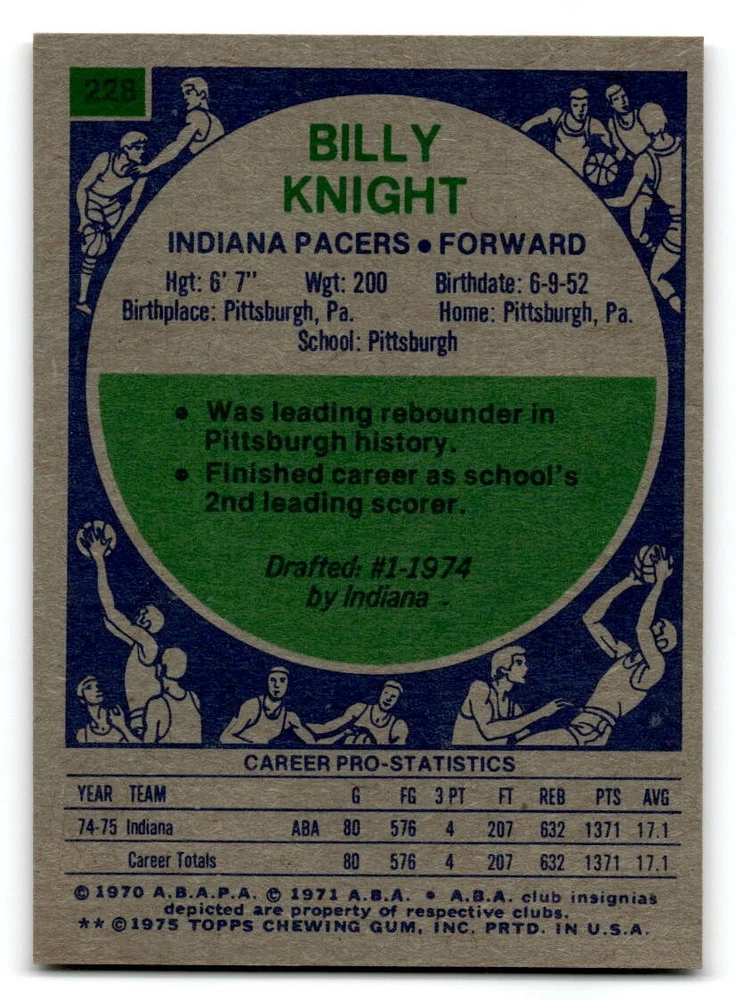 228
BILLY
KNIGHT
INDIANA PACERS • FORWARD
Hgt: 6' 7" Wgt: 200 Birthdate: 6-9-52
Birthplace: Pittsburgh, Pa. Home: Pittsburgh, Pa.
School: Pittsburgh
• Was leading rebounder in
Pittsburgh history.
• Finished career as school's
2nd leading scorer.
Drafted: #1-1974
by Indiana
CAREER PRO-STATISTICS
YEAR TEAM G FG 3 PT FT REB PTS AVG
74-75 Indiana ABA 80 576 4 207 632 1371 17.1
Career Totals 80 576 4 207 632 1371 17.1
© 1970 A.B.A.P.A. © 1971 A.B.A. • A.B.A. club insignias
depicted are property of respective clubs.
** © 1975 TOPPS CHEWING GUM, INC. PRTD. IN U.S.A.